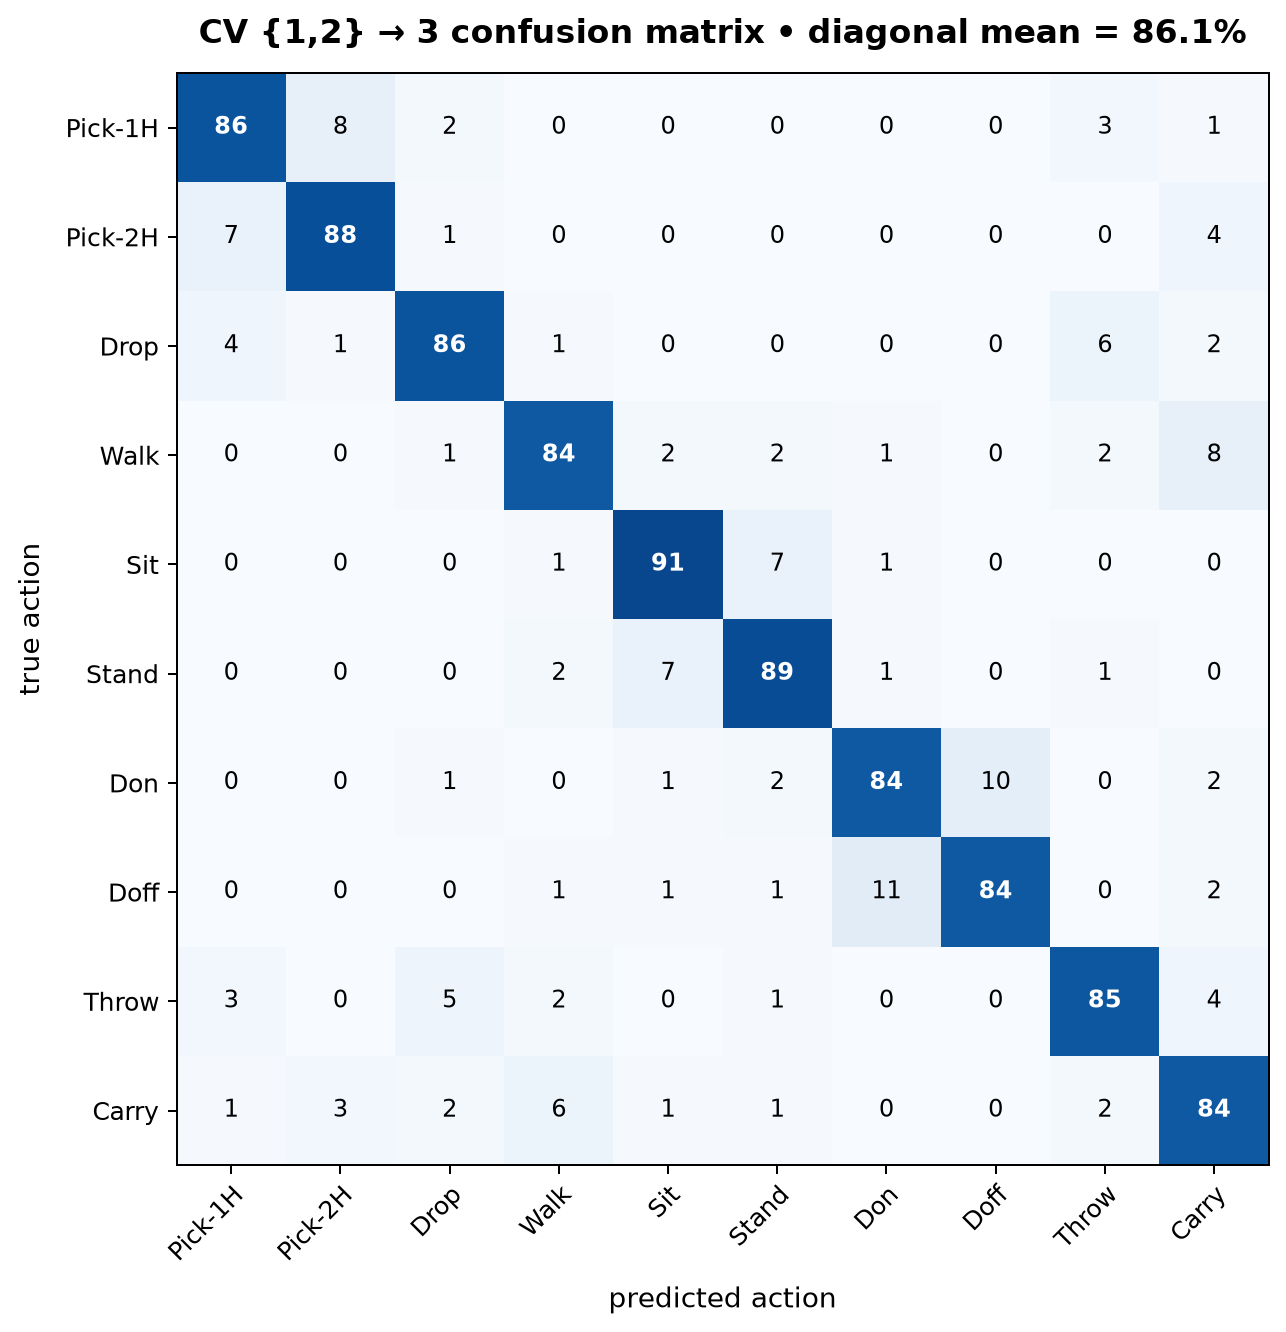 CV {1,2} → 3 confusion matrix • diagonal mean = 86.1%
Pick-1H 86 8 2 0 0 0 0 0 3 1
Pick-2H 7 88 1 0 0 0 0 0 0 4
Drop 4 1 86 1 0 0 0 0 6 2
Walk 0 0 1 84 2 2 1 0 2 8
Sit 0 0 0 1 91 7 1 0 0 0
Stand 0 0 0 2 7 89 1 0 1 0
Don 0 0 1 0 1 2 84 10 0 2
Doff 0 0 0 1 1 1 11 84 0 2
Throw 3 0 5 2 0 1 0 0 85 4
Carry 1 3 2 6 1 1 0 0 2 84
true action
Pick-1H Pick-2H Drop Walk Sit Stand Don Doff Throw Carry
predicted action